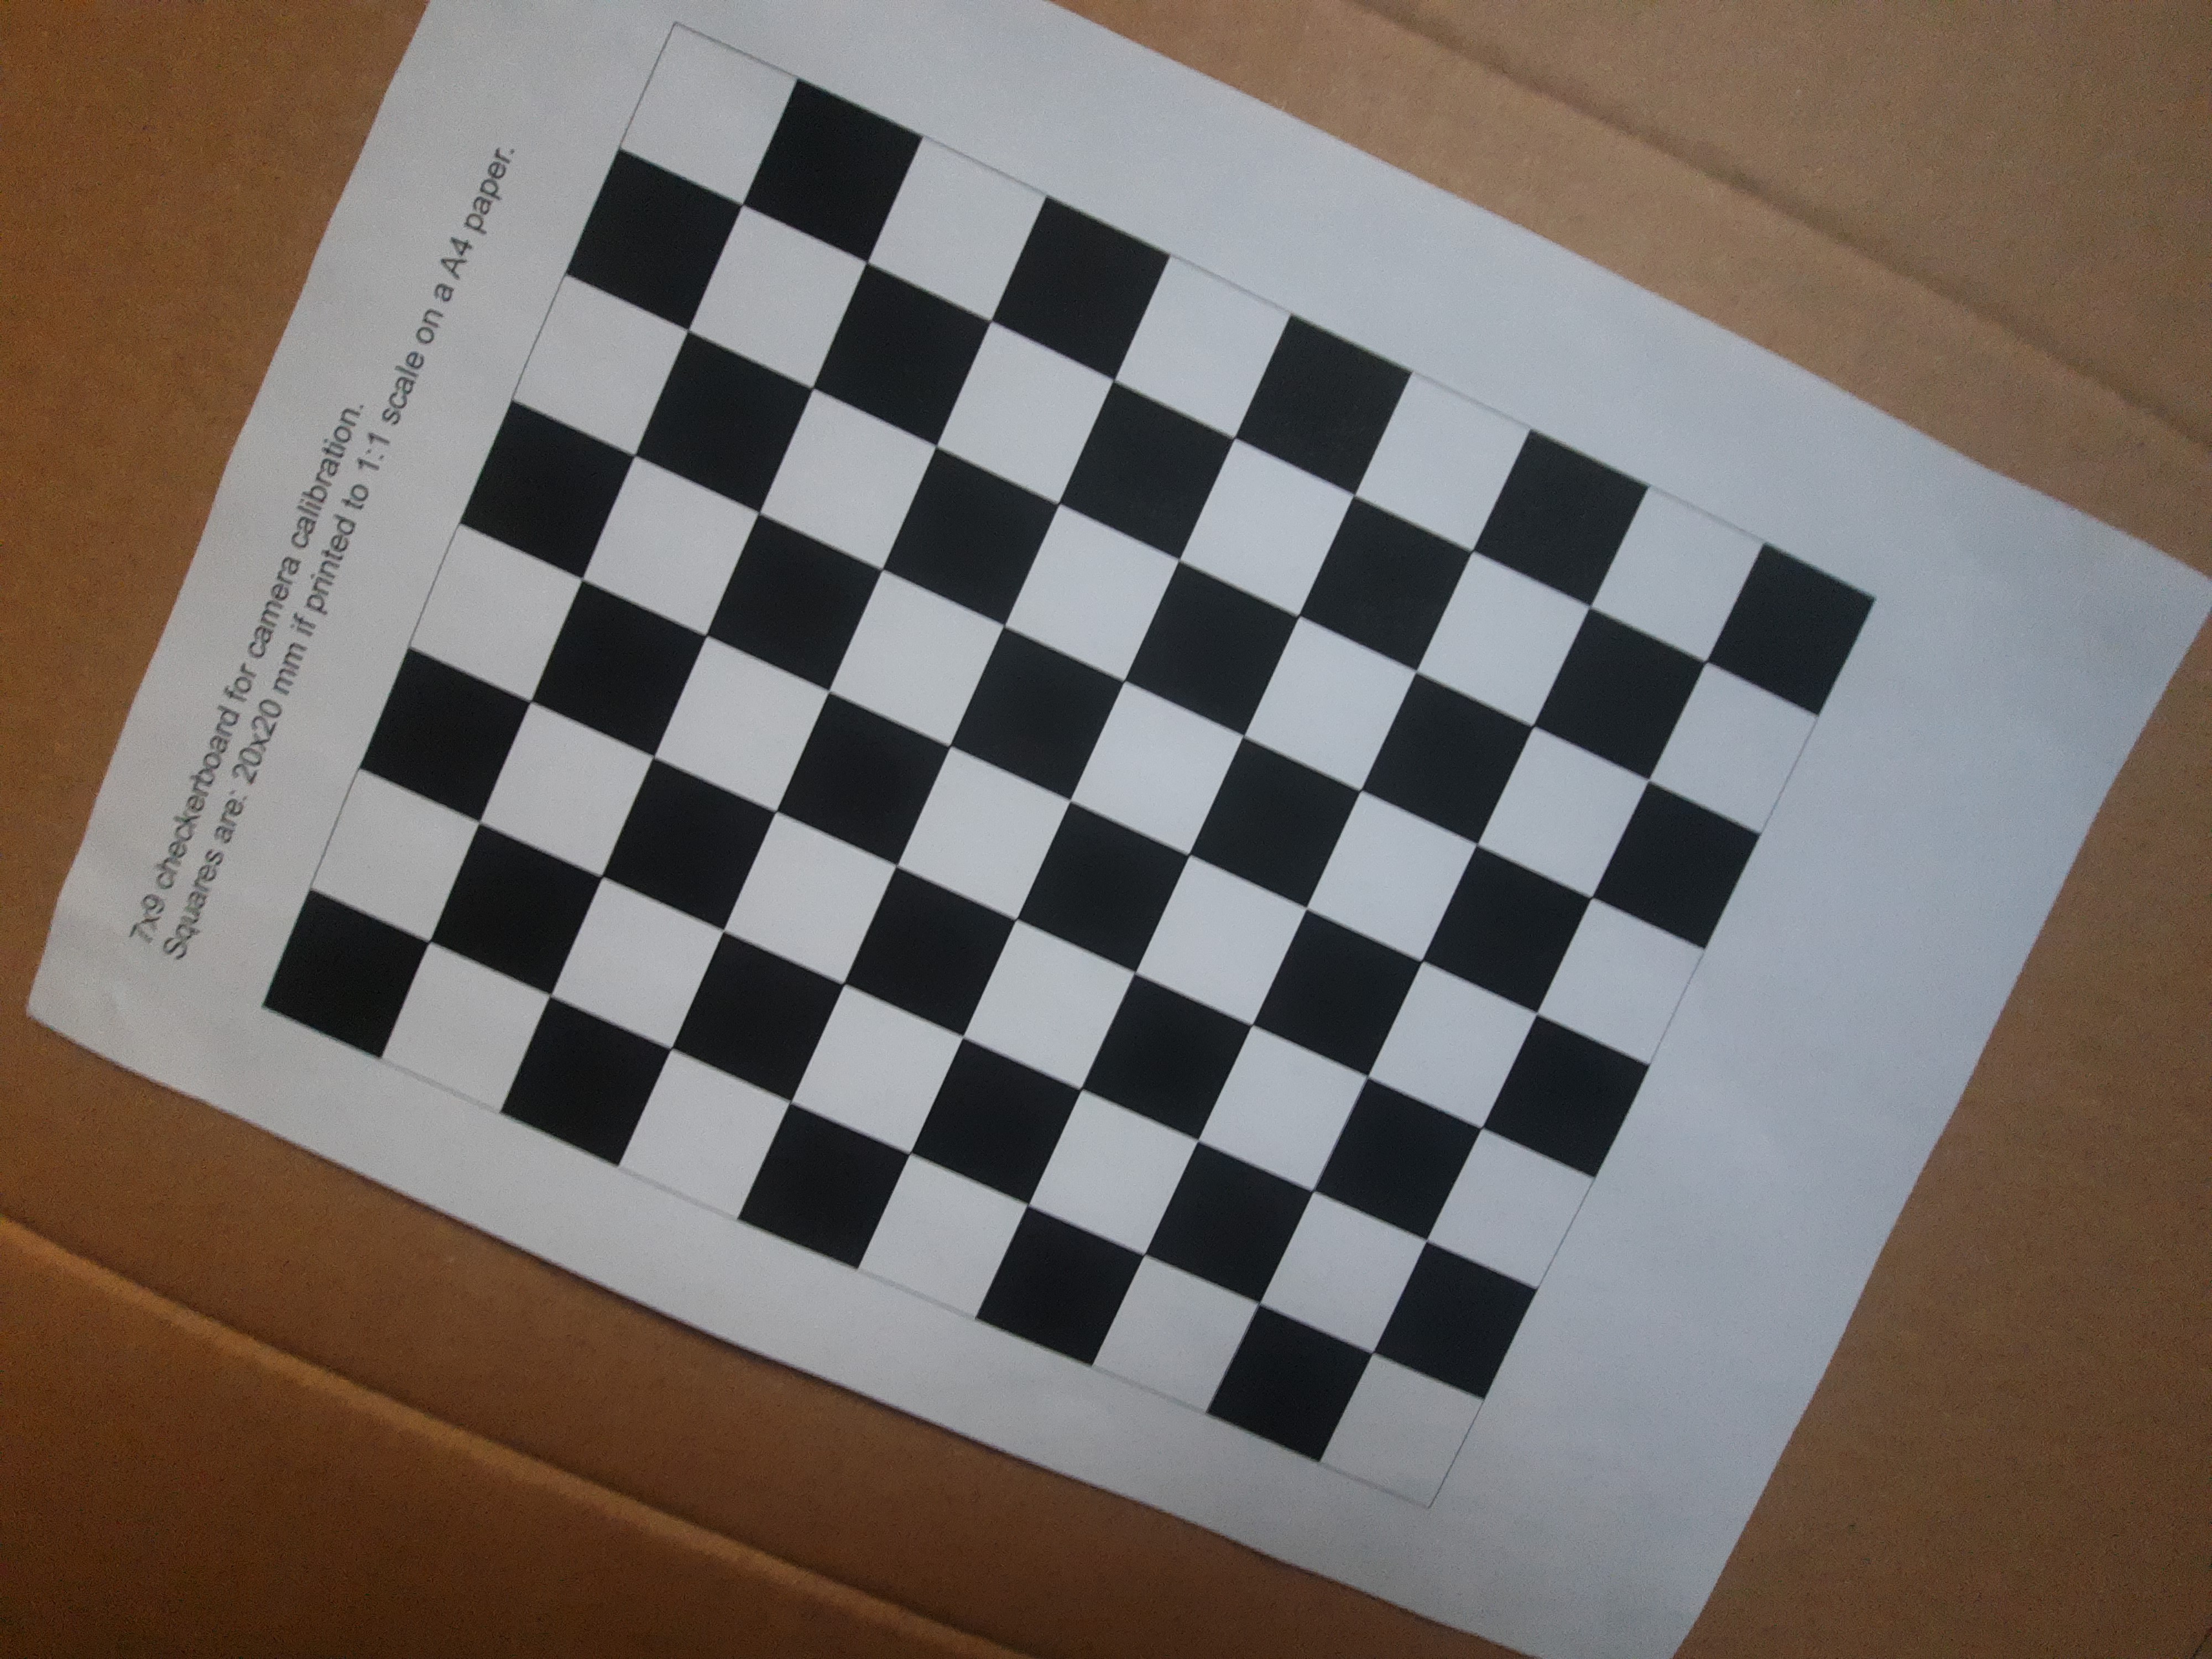 7x9 checkerboard for camera calibration.
Squares are: 20x20 mm if printed to 1:1 scale on a A4 paper.